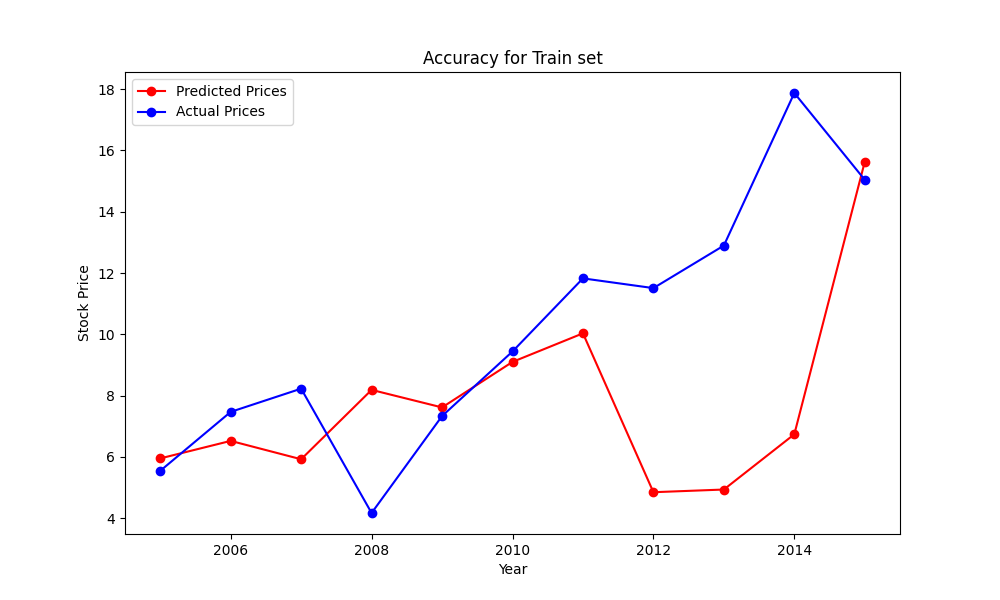 Accuracy for Train set
Predicted Prices
Actual Prices
Stock Price
18
16
14
12
10
8
6
4
2006
2008
2010
2012
2014
Year